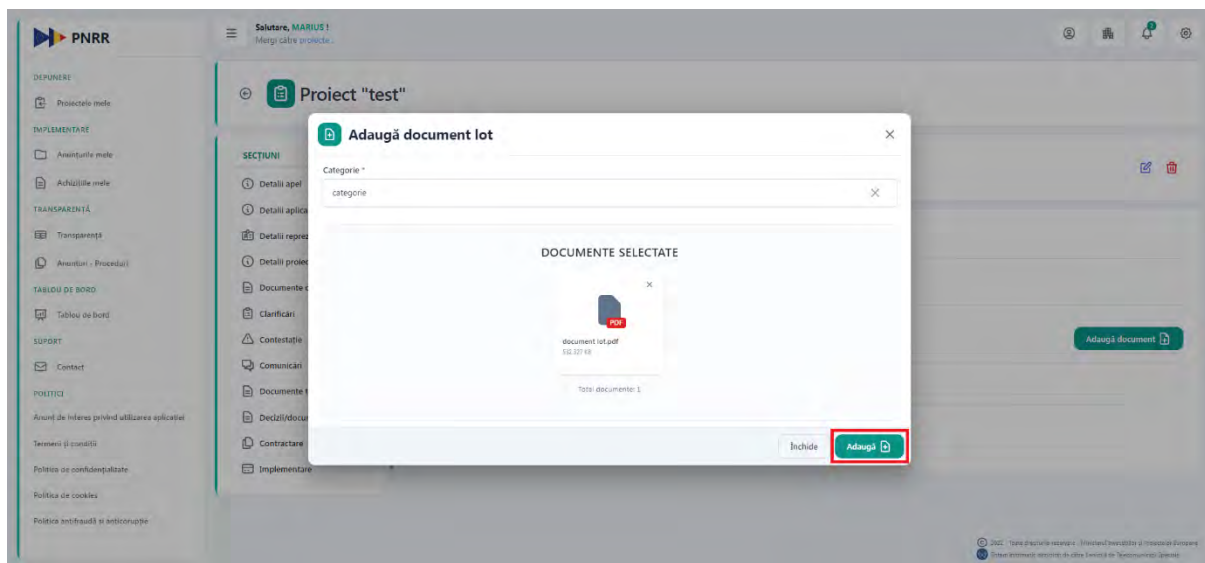 PNRR
Salutare, MARIUS !
Mergi către proiecte...
2
DEPUNERE
Proiectele mele
IMPLEMENTARE
Anunțurile mele
Achizițiile mele
TRANSPARENȚĂ
Transparență
Anunțuri - Proceduri
TABLOU DE BORD
Tablou de bord
SUPORT
Contact
POLITICI
Anunț de interes privind utilizarea aplicației
Termeni și condiții
Politica de confidențialitate
Politica de cookies
Politica antifraudă și anticorupție
Proiect "test"
SECȚIUNI
Detalii apel
Detalii aplica
Detalii reprez
Detalii proiec
Documente
Clarificări
Contestație
Comunicări
Documente
Decizii/docu
Contractare
Implementare
Adaugă document lot
Categorie *
categorie
DOCUMENTE SELECTATE
PDF
document lot.pdf
Total documente: 1
Închide
Adaugă
Adaugă document